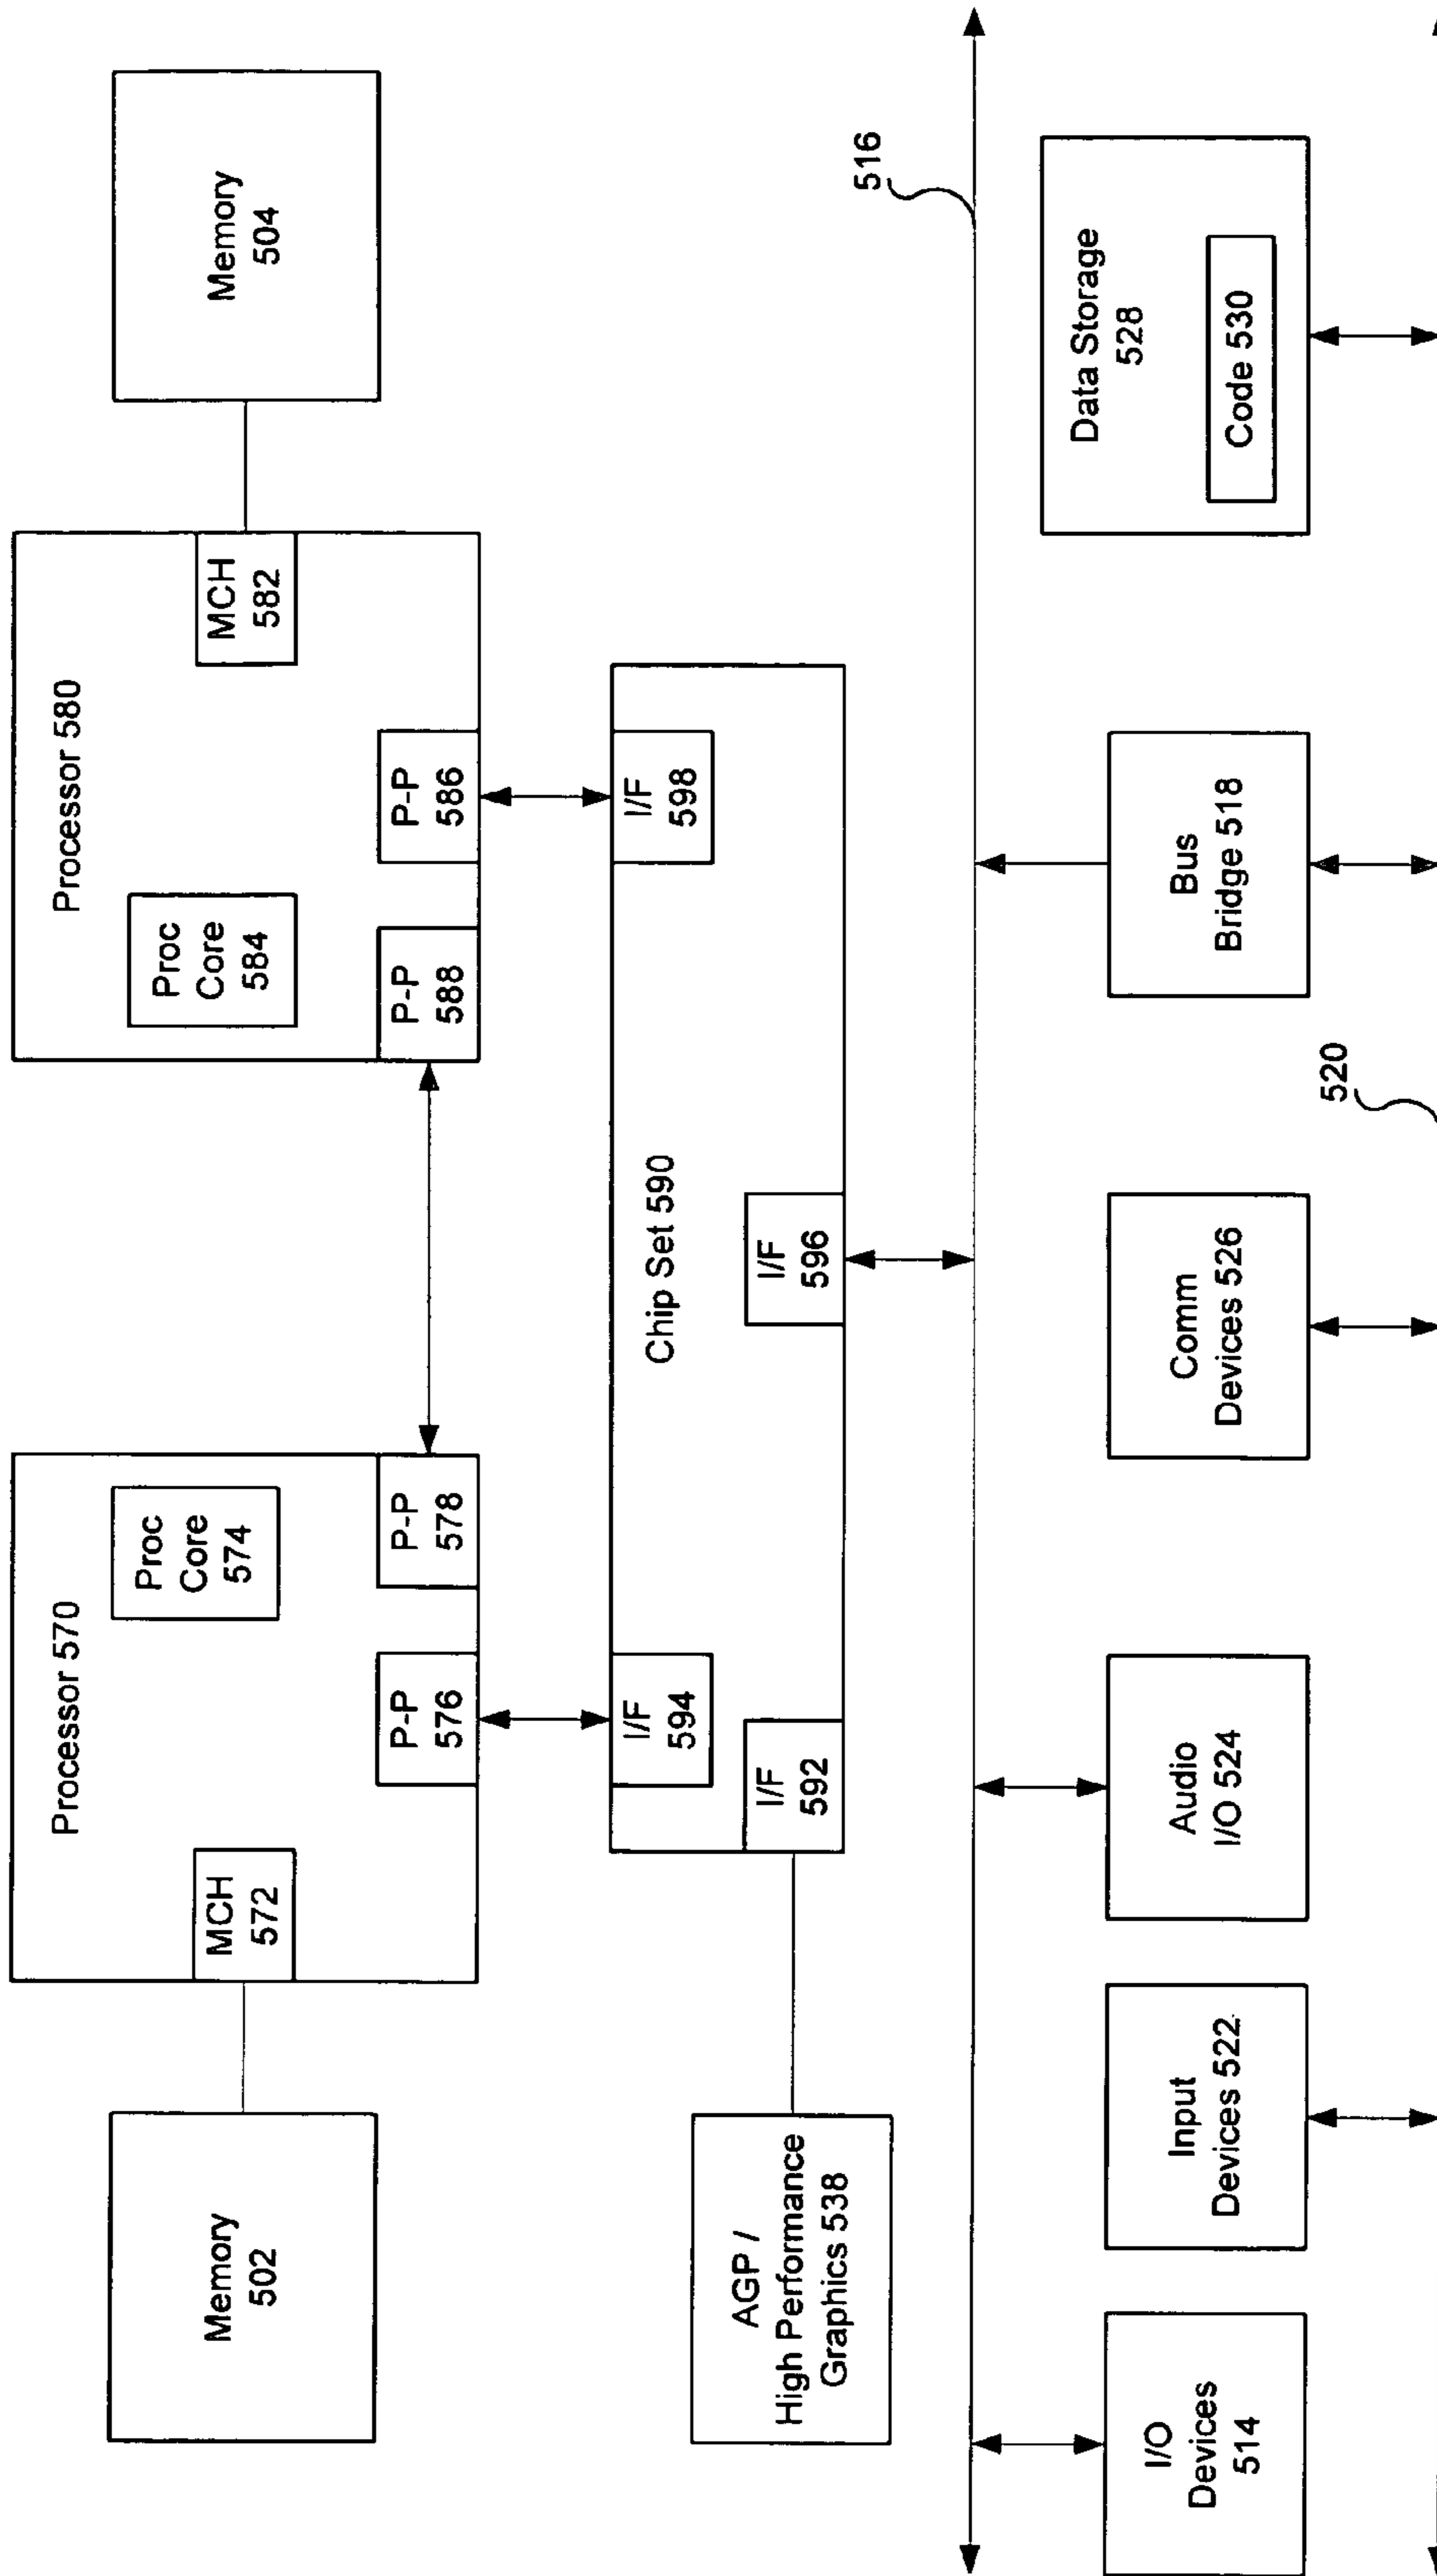 Memory
502
Processor 570
MCH
572
Proc
Core
574
P-P
576
P-P
578
Processor 580
Proc
Core
584
MCH
582
P-P
588
P-P
586
Memory
504
AGP /
High Performance
Graphics 538
Chip Set 590
I/F
594
I/F
592
I/F
596
I/F
598
516
I/O
Devices
514
Input
Devices 522
Audio
I/O 524
Comm
Devices 526
Bus
Bridge 518
Data Storage
528
Code 530
520